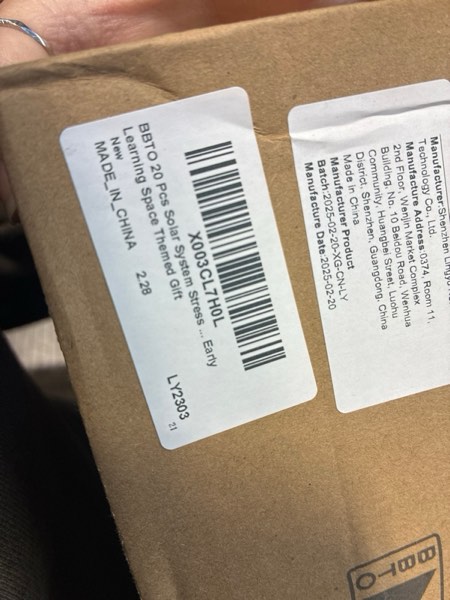 X003CL7H0L
BBTO 20 Pcs Solar System Stress ... Early
Learning Space Themed Gift
New
MADE_IN_CHINA 2.28
LY2303
21
Manufacturer:Shenzhen
Technology Co., Ltd.
Manufacture Address:0374, Room 11,
2nd Floor, Wenjin Market Complex
Building, No. 10 Beidou Road, Wenhua
Community, Huangbei Street, Luohu
District, Shenzhen, Guangdong, China
Made in China
Manufacturer Product
Batch:2025-02-20-XG-CN-LY
Manufacture Date:2025-02-20
BBTO